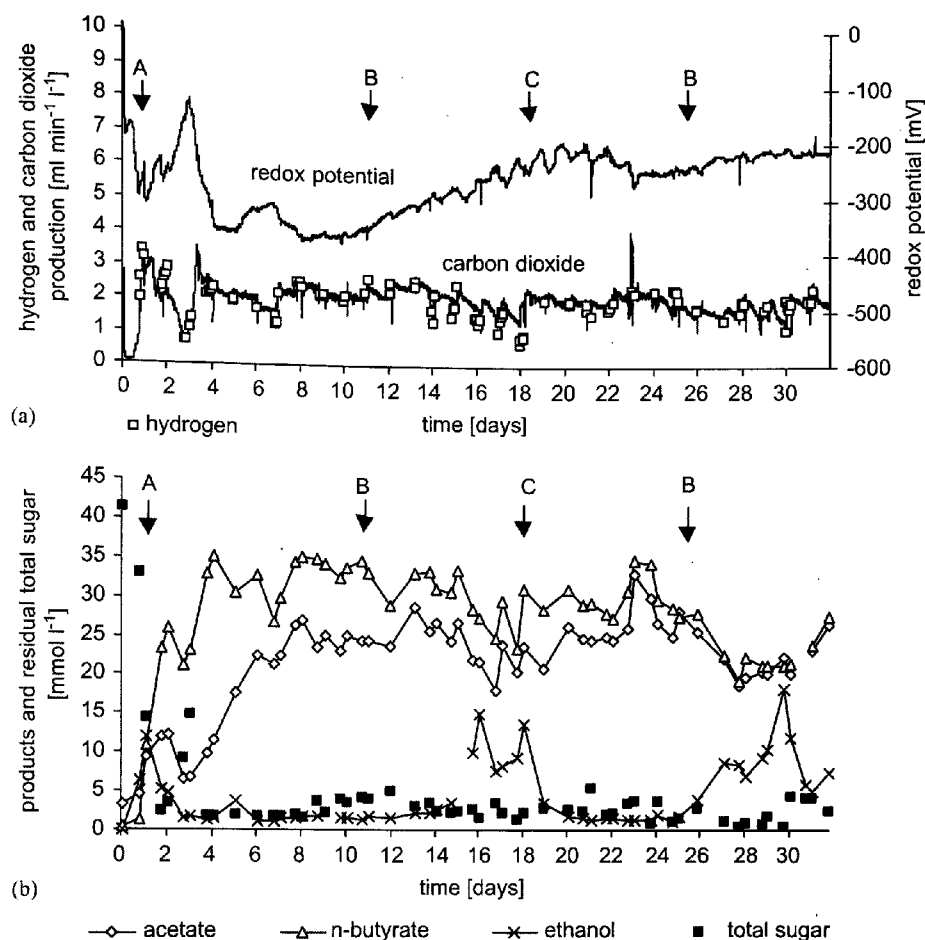 hydrogen and carbon dioxide
production [ml min⁻¹ l⁻¹]
10
9
8
7
6
5
4
3
2
1
0
A
B
C
B
redox potential
carbon dioxide
0
-100
-200
-300
-400
-500
-600
redox potential [mV]
0 2 4 6 8 10 12 14 16 18 20 22 24 26 28 30
(a)
hydrogen
time [days]
products and residual total sugar
[mmol l⁻¹]
45
40
35
30
25
20
15
10
5
0
A
B
C
B
0 2 4 6 8 10 12 14 16 18 20 22 24 26 28 30
(b)
time [days]
acetate n-butyrate ethanol total sugar